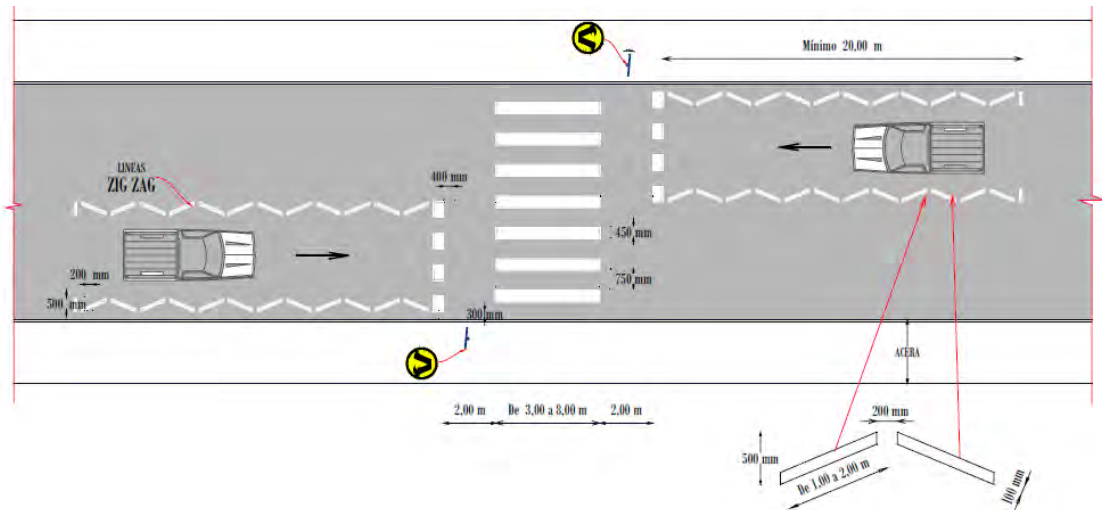 Mínimo 20,00 m
LINEAS
ZIG ZAG
400 mm
450 mm
200 mm
750 mm
500 mm
300 mm
ACERA
2,00 m
De 3,00 a 8,00 m
2,00 m
200 mm
500 mm
De 1,00 a 2,00 m
100 mm